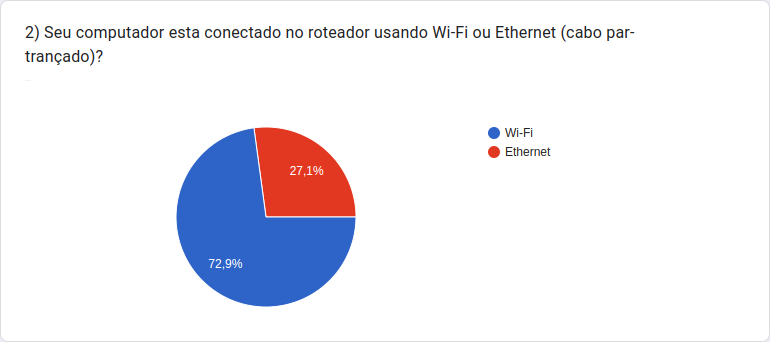 2) Seu computador esta conectado no roteador usando Wi-Fi ou Ethernet (cabo par-
trançado)?
Wi-Fi
Ethernet
27,1%
72,9%